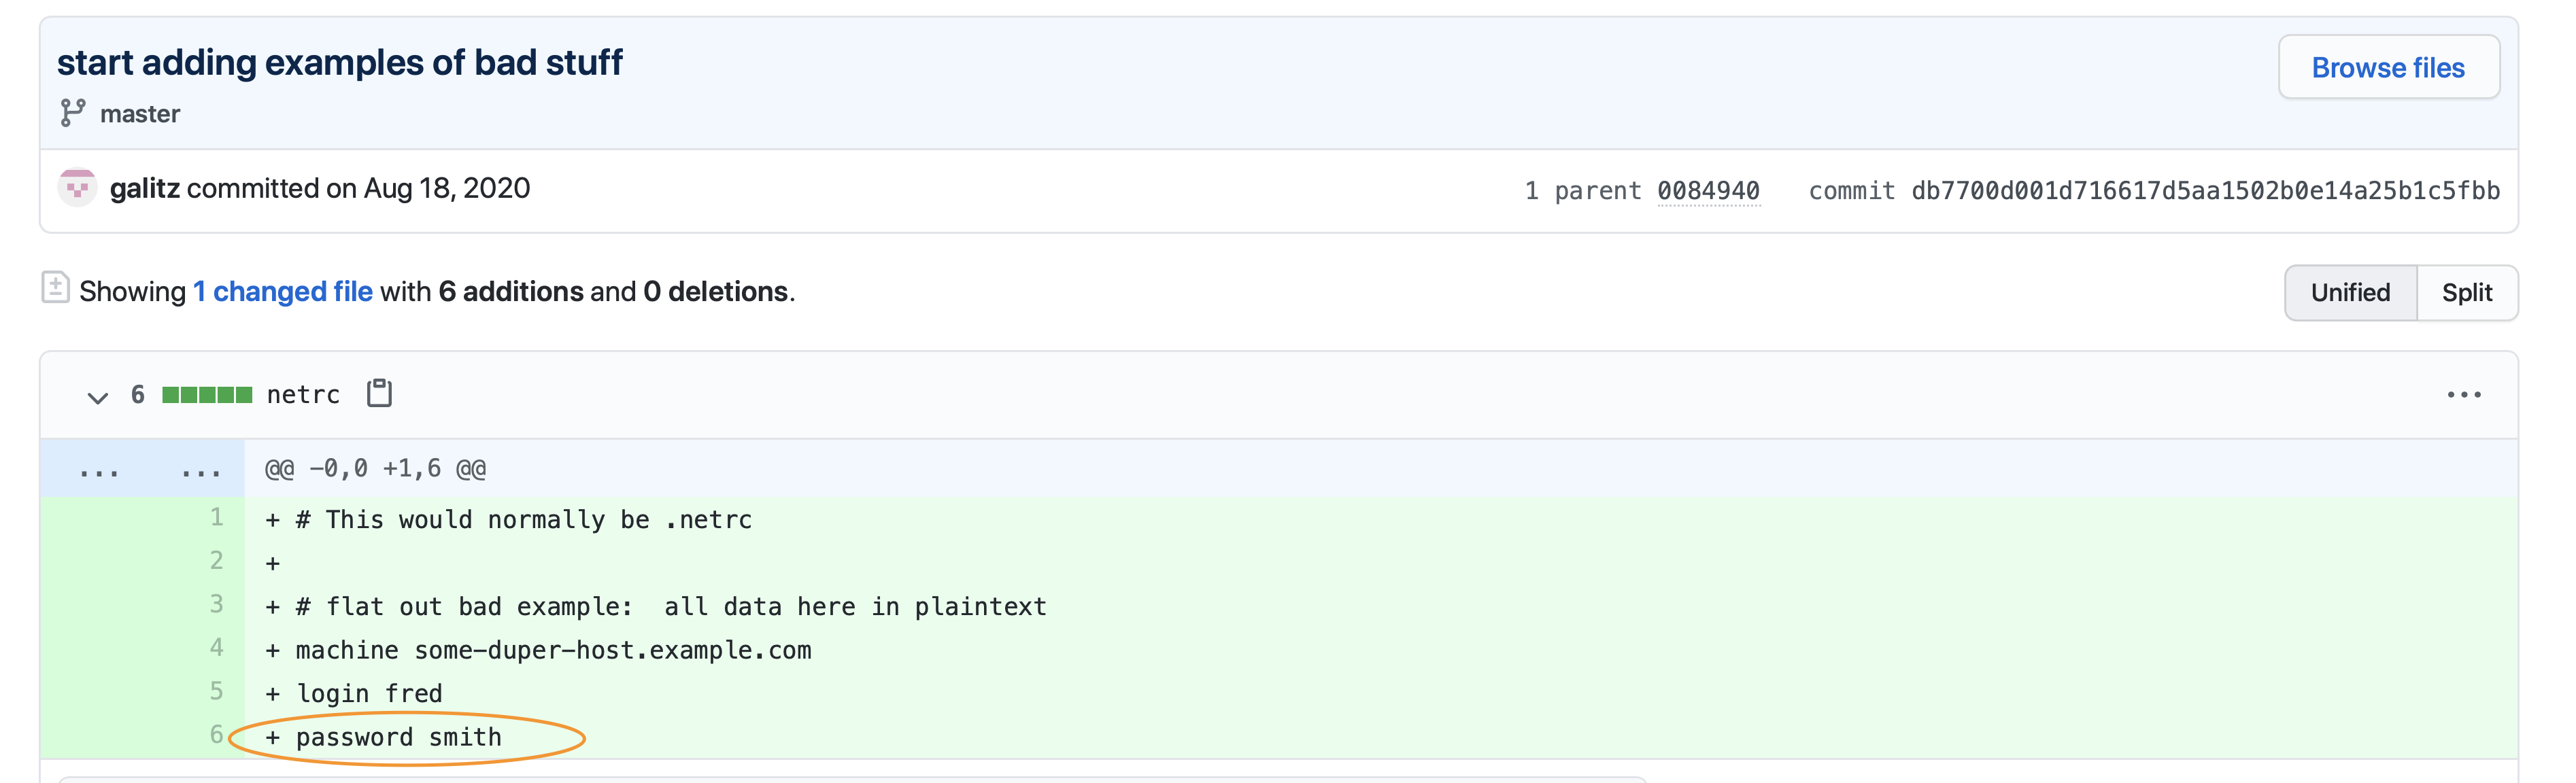 start adding examples of bad stuff
Browse files
master
galitz committed on Aug 18, 2020
1 parent 0084940 commit db7700d001d716617d5aa1502b0e14a25b1c5fbb
Showing 1 changed file with 6 additions and 0 deletions.
Unified Split
6 netrc
... ... @@ -0,0 +1,6 @@
1 + # This would normally be .netrc
2 +
3 + # flat out bad example:  all data here in plaintext
4 + machine some-duper-host.example.com
5 + login fred
6 + password smith